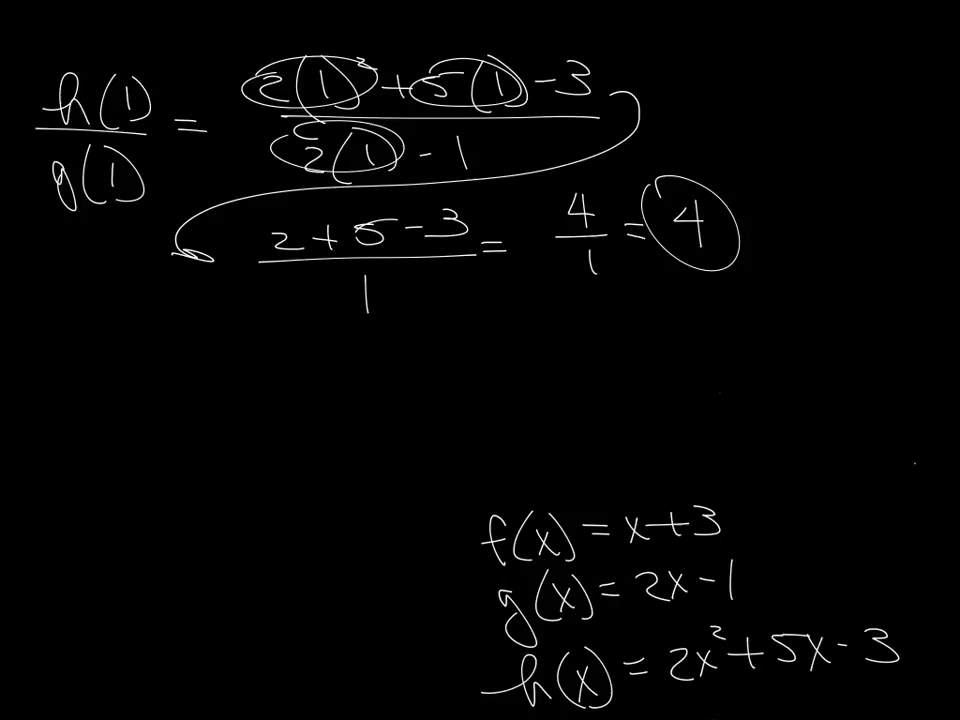 h(1)/g(1) = (2(1)² + 5(1) - 3)/(2(1) - 1)
(2 + 5 - 3)/1 = 4/1 = 4
f(x) = x + 3
g(x) = 2x - 1
h(x) = 2x² + 5x - 3